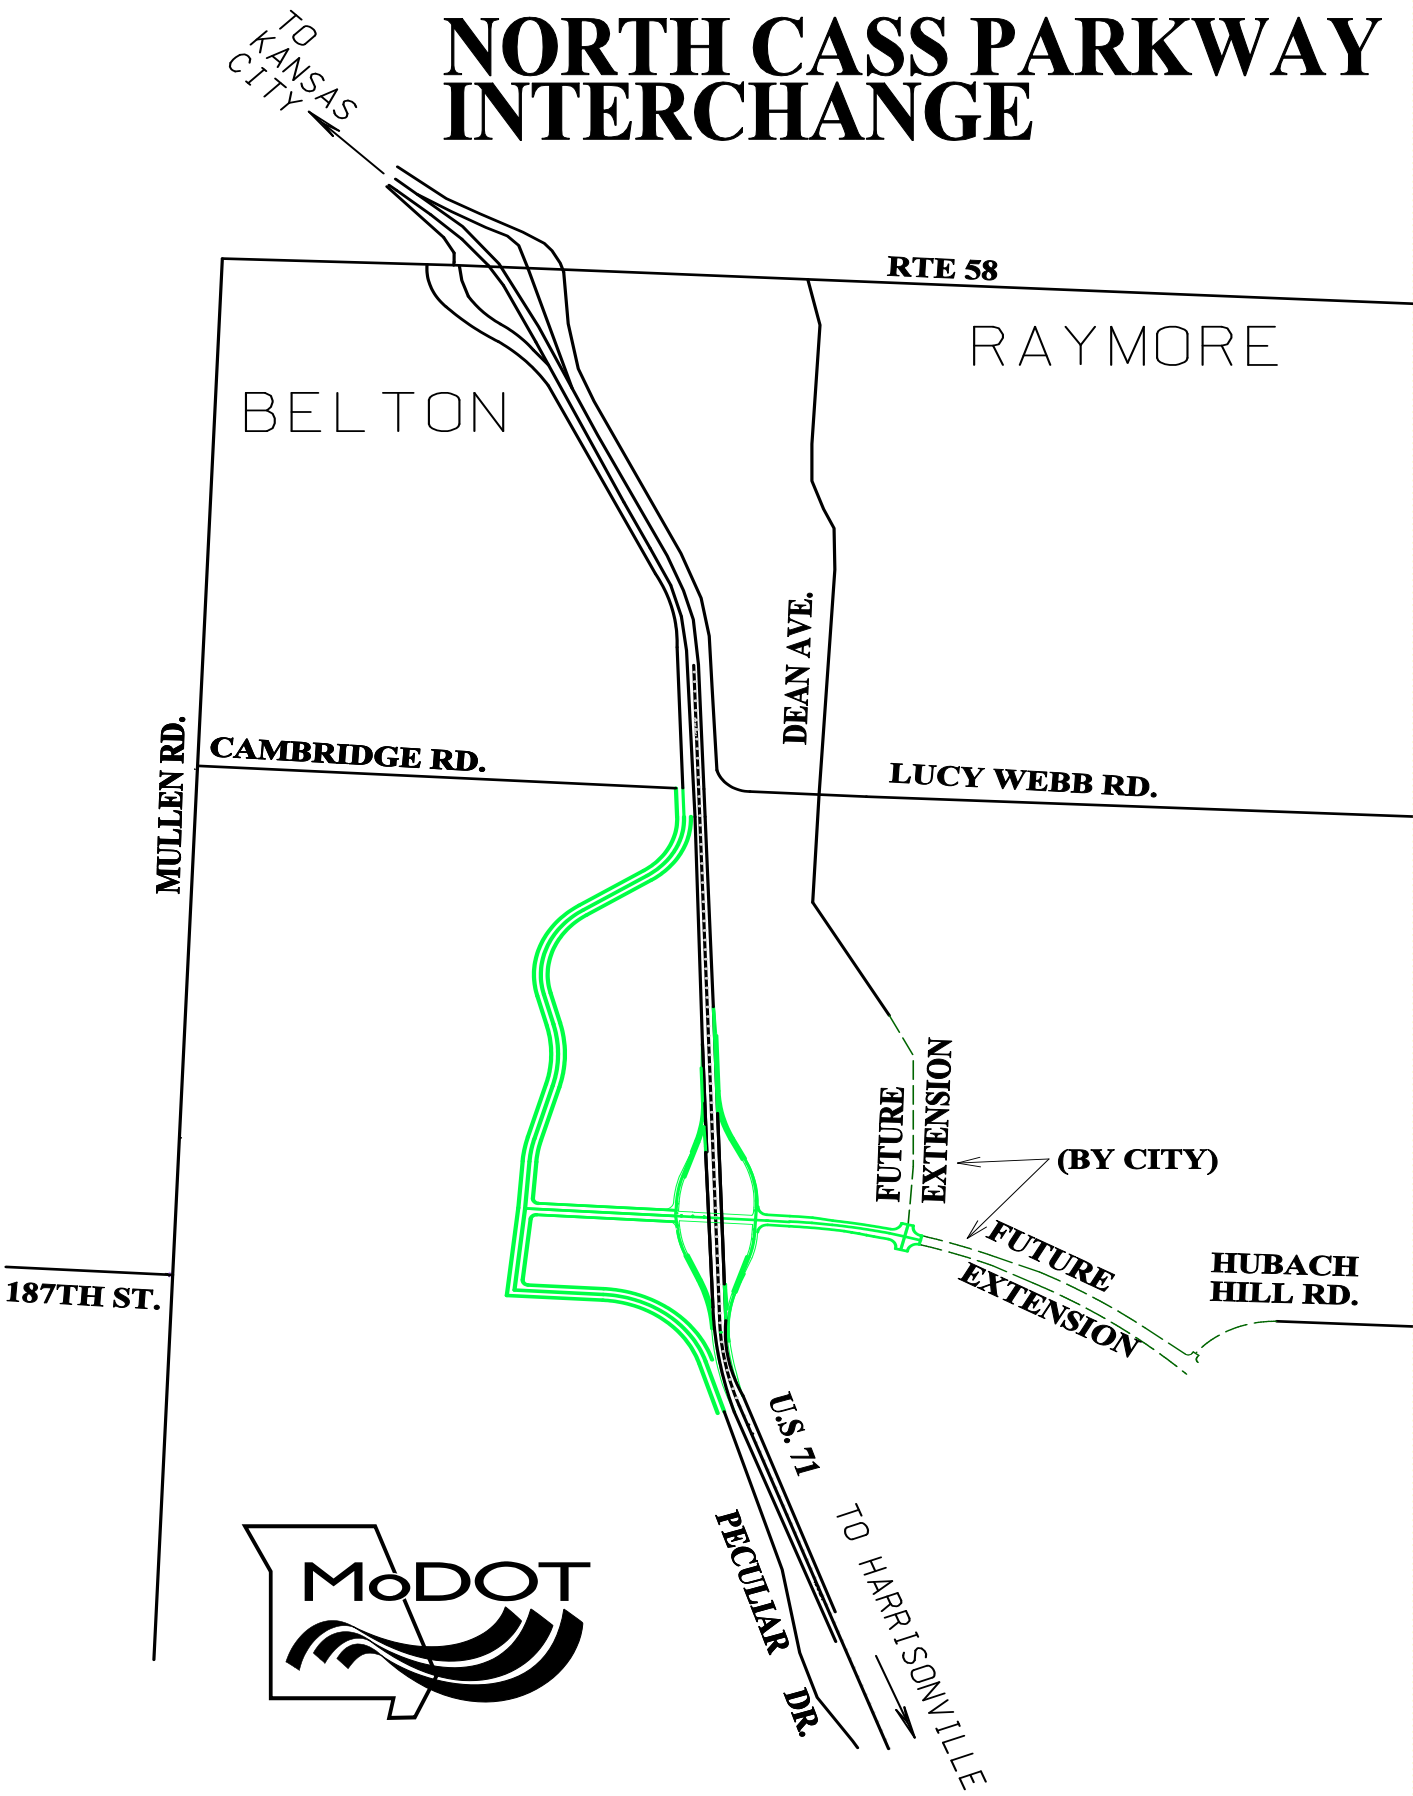 NORTH CASS PARKWAY
INTERCHANGE
TO
KANSAS
CITY
RTE 58
RAYMORE
BELTON
DEAN AVE.
MULLEN RD.
CAMBRIDGE RD.
LUCY WEBB RD.
FUTURE
EXTENSION
(BY CITY)
FUTURE
EXTENSION
HUBACH
HILL RD.
187TH ST.
U.S. 71
TO HARRISONVILLE
PECULIAR DR.
MoDOT